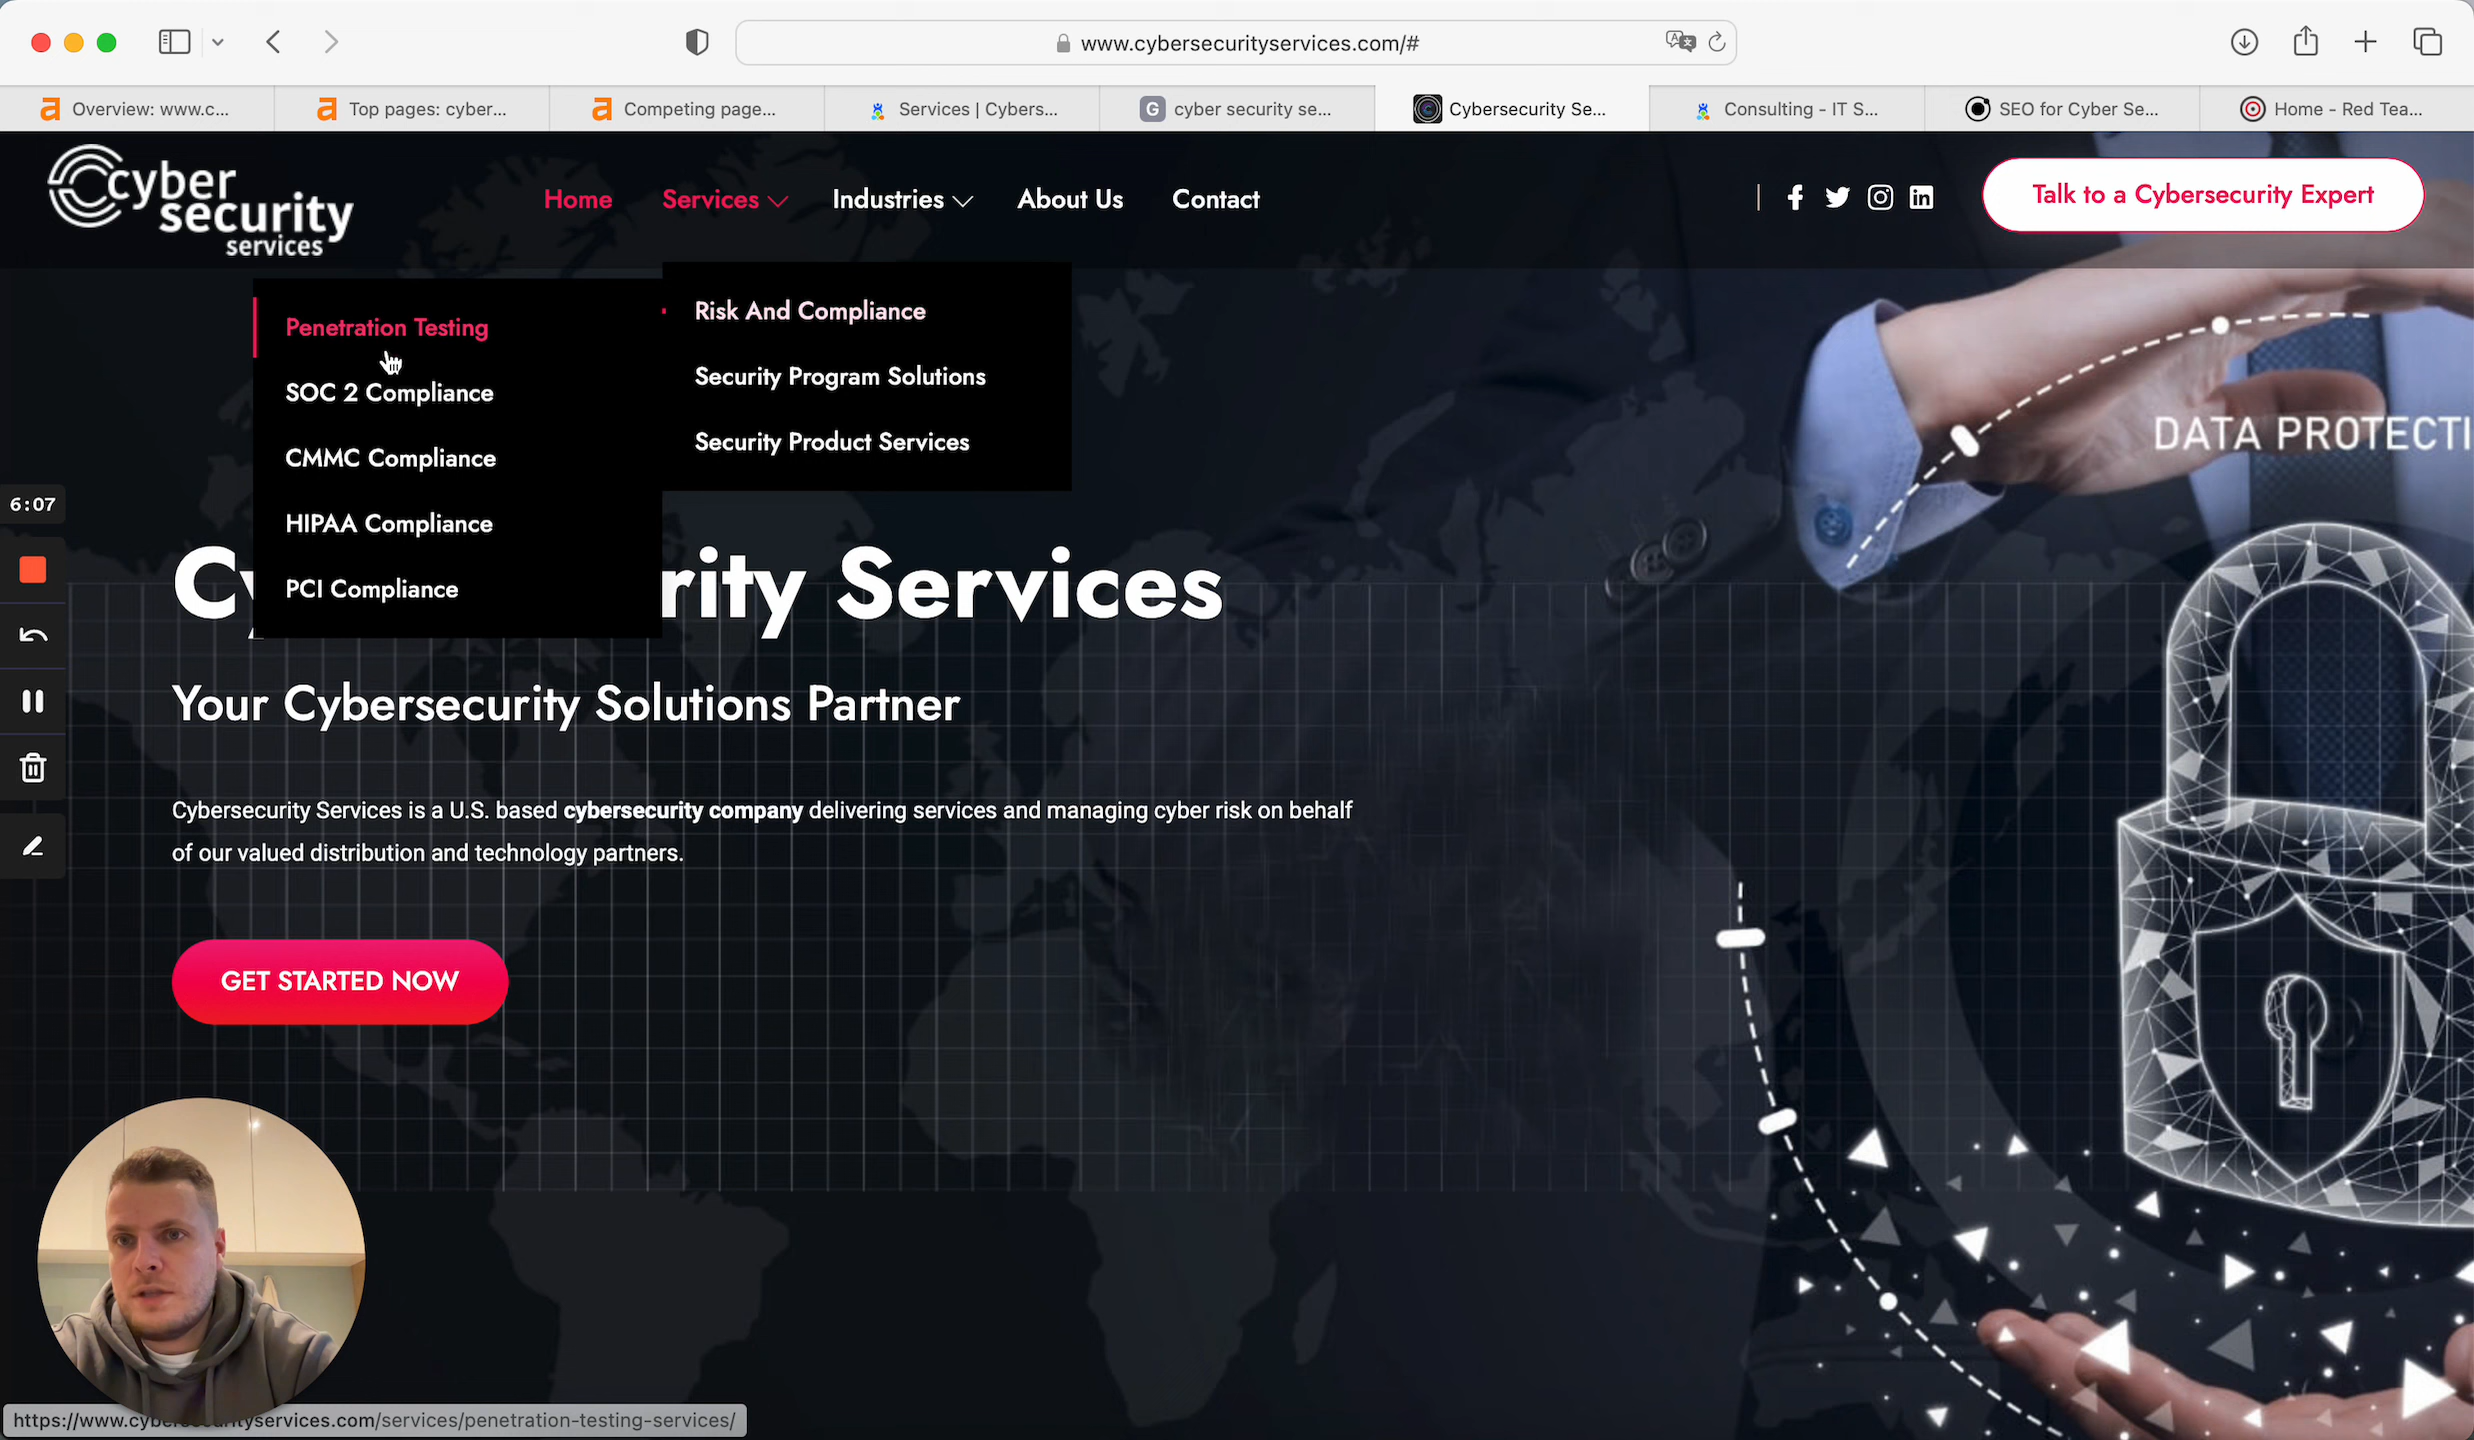 www.cybersecurityservices.com/#
Overview: www.c...
Top pages: cyber...
Competing page...
Services | Cybers...
G
cyber security se...
Cybersecurity Se...
Consulting - IT S...
SEO for Cyber Se...
Home - Red Tea...
cyber
security
services
Home
Services
Industries
About Us
Contact
Talk to a Cybersecurity Expert
Penetration Testing
SOC 2 Compliance
CMMC Compliance
HIPAA Compliance
PCI Compliance
Risk And Compliance
Security Program Solutions
Security Product Services
DATA PROTECTI
6:07
rity Services
Your Cybersecurity Solutions Partner
Cybersecurity Services is a U.S. based cybersecurity company delivering services and managing cyber risk on behalf
of our valued distribution and technology partners.
GET STARTED NOW
https://www.cybersecurityservices.com/services/penetration-testing-services/